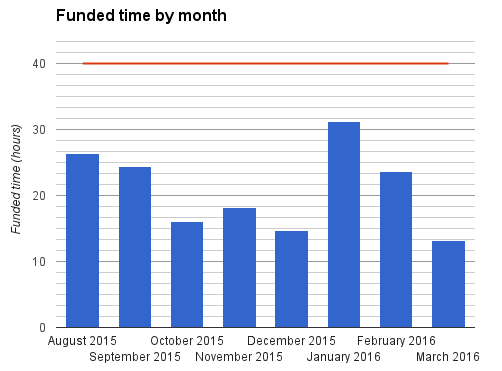 Funded time by month
Funded time (hours)
40
30
20
10
0
August 2015
September 2015
October 2015
November 2015
December 2015
January 2016
February 2016
March 2016